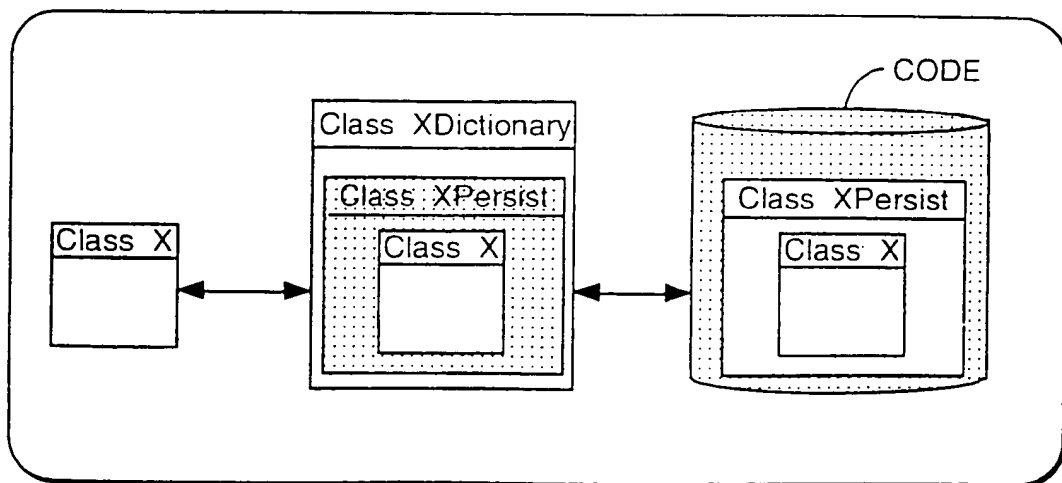 CODE
Class XDictionary
Class XPersist
Class X
Class XPersist
Class X
Class X